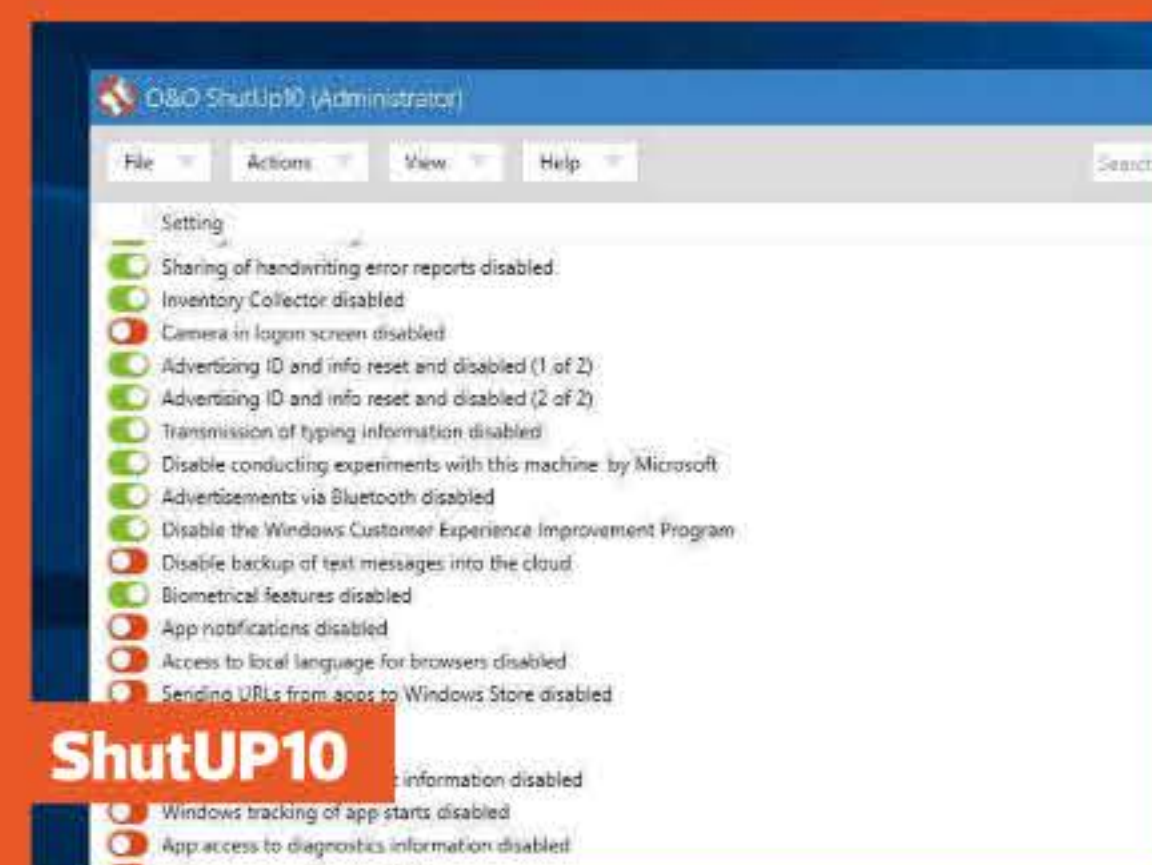 O&O ShutUp10 (Administrator)
File Actions View Help
Search
Setting
Sharing of handwriting error reports disabled
Inventory Collector disabled
Camera in logon screen disabled
Advertising ID and info reset and disabled (1 of 2)
Advertising ID and info reset and disabled (2 of 2)
Transmission of typing information disabled
Disable conducting experiments with this machine by Microsoft
Advertisements via Bluetooth disabled
Disable the Windows Customer Experience Improvement Program
Disable backup of text messages into the cloud
Biometrical features disabled
App notifications disabled
Access to local language for browsers disabled
Sending URLs from apps to Windows Store disabled
ShutUP10
information disabled
Windows tracking of app starts disabled
App access to diagnostics information disabled